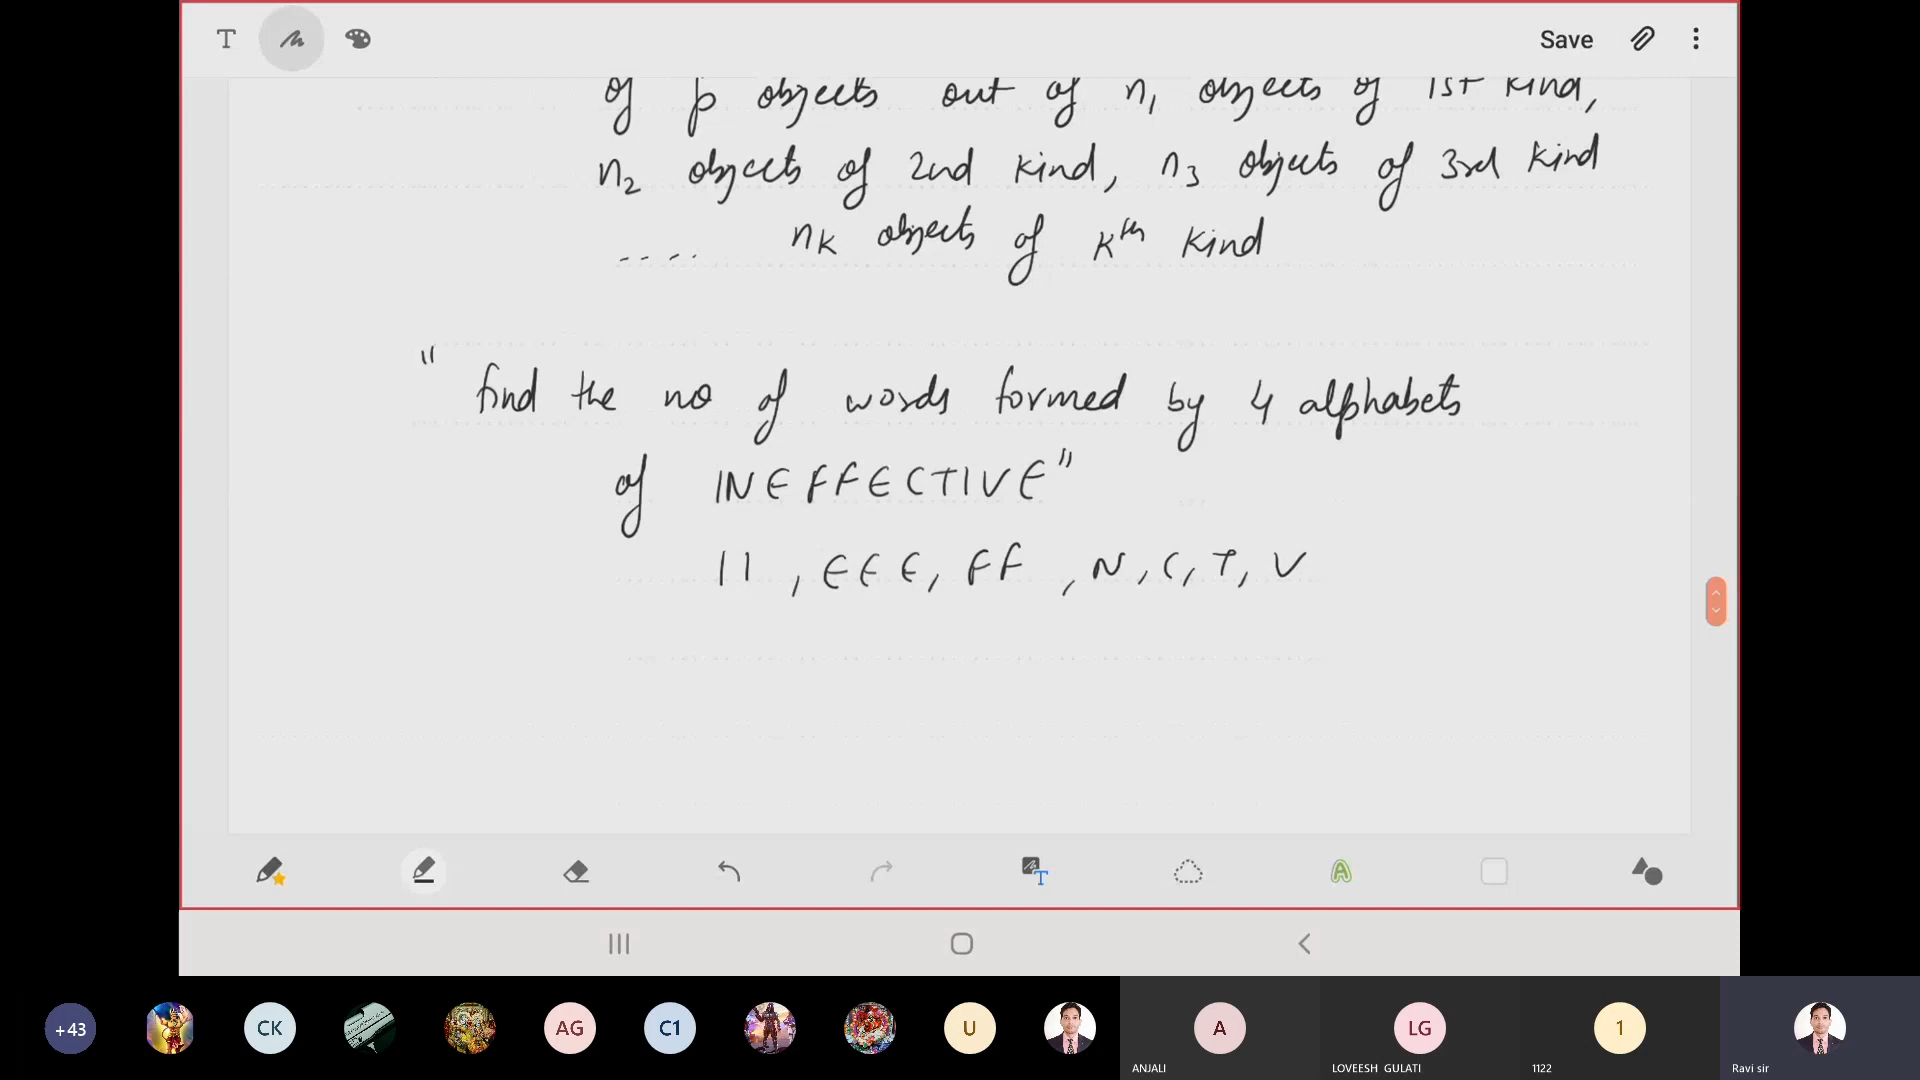 T Save
of p objects out of n1 objects of 1st kind,
n2 objects of 2nd kind, n3 objects of 3rd kind
.... nk objects of kth kind
" find the no of words formed by 4 alphabets
of INEFFECTIVE"
II, EEE, FF, N, C, T, V
T A
+43 CK AG C1 U A LG 1
ANJALI LOVEESH GULATI 1122 Ravi sir